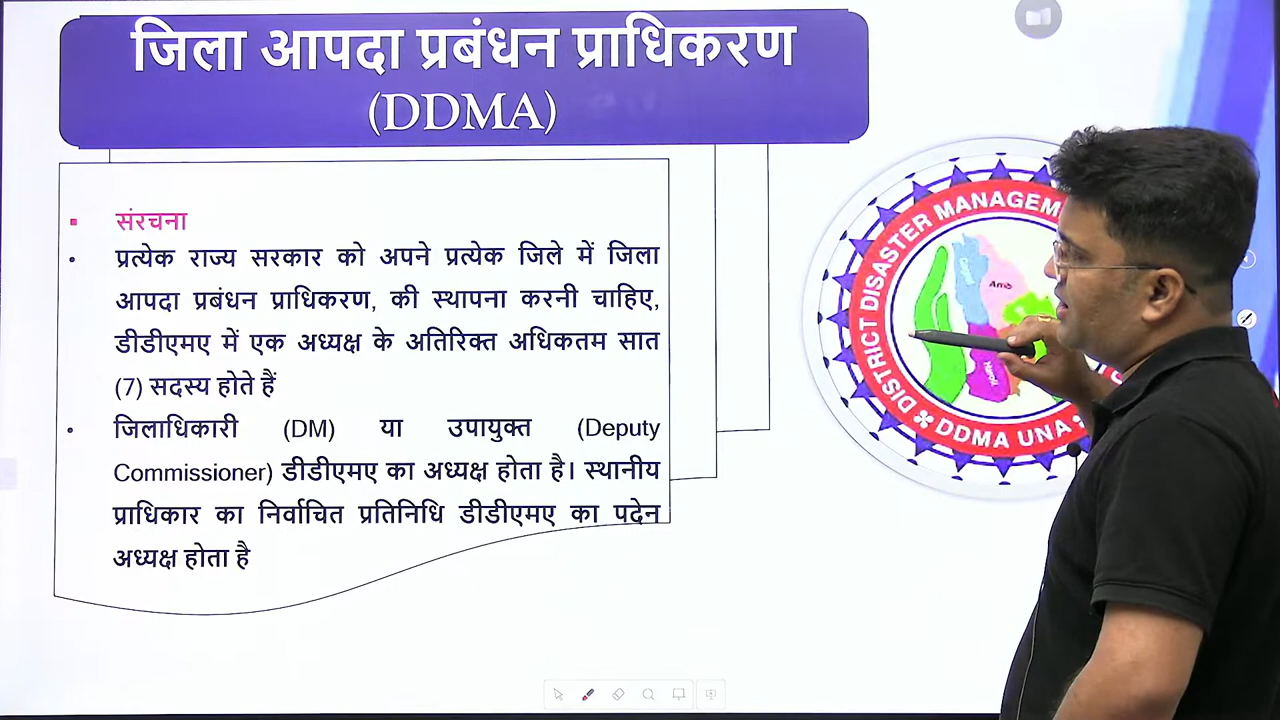 जिला आपदा प्रबंधन प्राधिकरण
(DDMA)
संरचना
प्रत्येक राज्य सरकार को अपने प्रत्येक जिले में जिला
आपदा प्रबंधन प्राधिकरण, की स्थापना करनी चाहिए,
डीडीएमए में एक अध्यक्ष के अतिरिक्त अधिकतम सात
(7) सदस्य होते हैं
जिलाधिकारी (DM) या उपायुक्त (Deputy
Commissioner) डीडीएमए का अध्यक्ष होता है। स्थानीय
प्राधिकार का निर्वाचित प्रतिनिधि डीडीएमए का पदेन
अध्यक्ष होता है
DISTRICT DISASTER MANAGEM
Amb
DDMA UNA